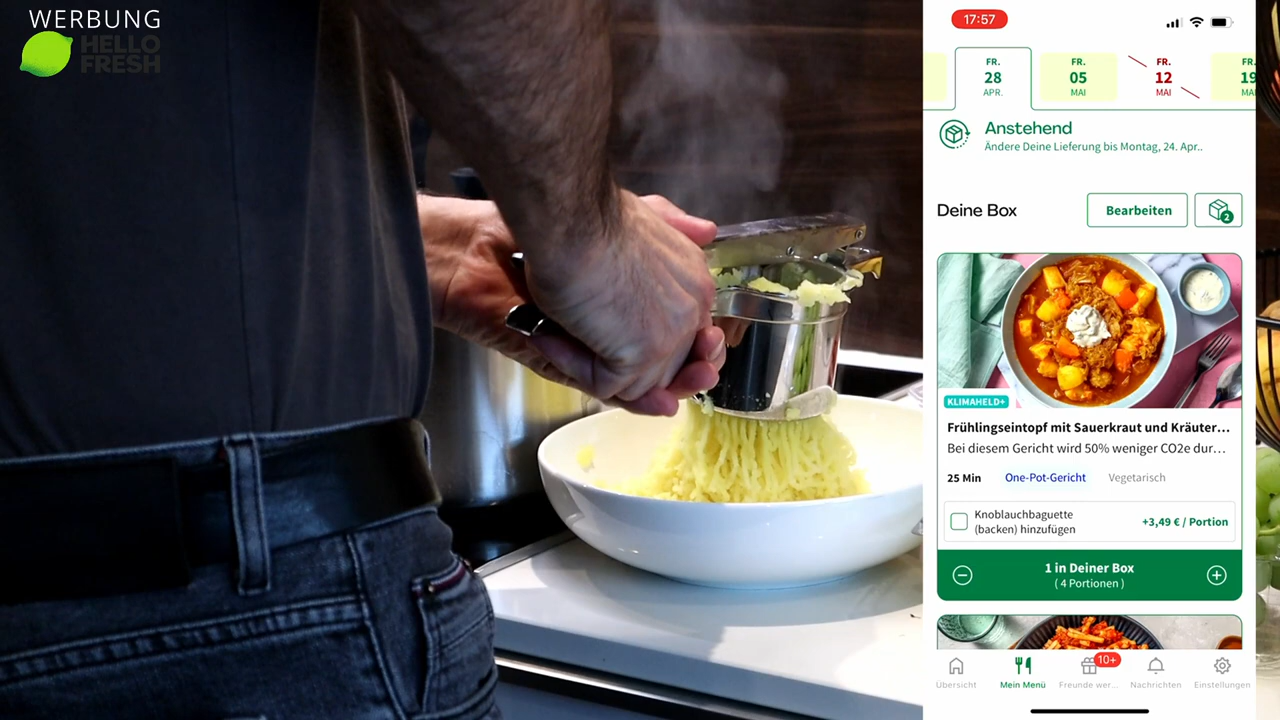 WERBUNG
HELLO
FRESH
17:57
FR.
28
APR.
FR.
05
MAI
FR.
12
MAI
FR.
19
MAI
Anstehend
Ändere Deine Lieferung bis Montag, 24. Apr..
Deine Box
Bearbeiten
2
KLIMAHELD+
Frühlingseintopf mit Sauerkraut und Kräuter...
Bei diesem Gericht wird 50% weniger CO2e dur...
25 Min One-Pot-Gericht Vegetarisch
Knoblauchbaguette
(backen) hinzufügen
+3,49 € / Portion
1 in Deiner Box
( 4 Portionen )
10+
Übersicht Mein Menü Freunde wer... Nachrichten Einstellungen